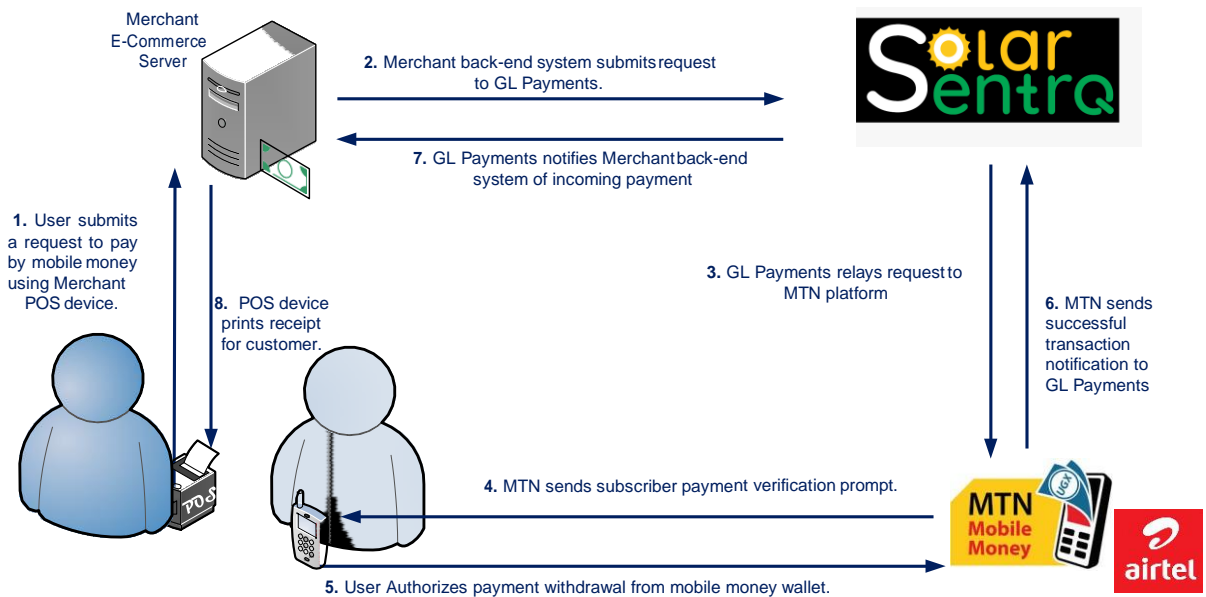 Merchant
E-Commerce
Server
Solar
SentrQ
2. Merchant back-end system submits request
to GL Payments.
7. GL Payments notifies Merchant back-end
system of incoming payment
1. User submits
a request to pay
by mobile money
using Merchant
POS device.
8. POS device
prints receipt
for customer.
3. GL Payments relays request to
MTN platform
6. MTN sends
successful
transaction
notification to
GL Payments
POS
4. MTN sends subscriber payment verification prompt.
UGX
MTN
Mobile
Money
airtel
5. User Authorizes payment withdrawal from mobile money wallet.